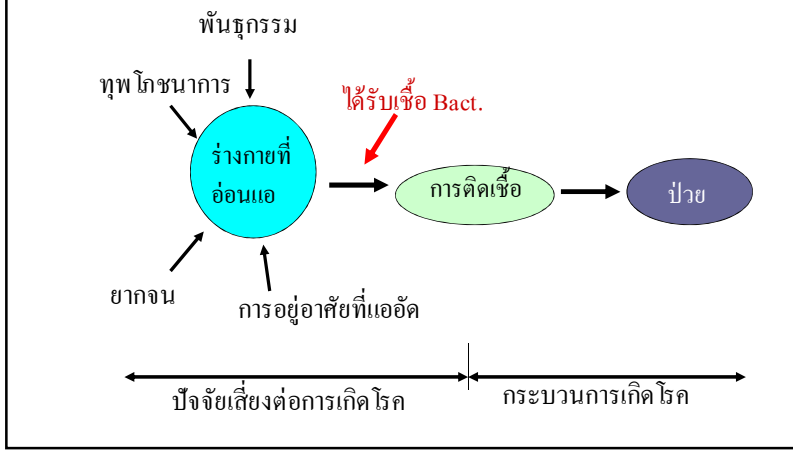 พันธุกรรม
ทุพโภชนาการ
ได้รับเชื้อ Bact.
ร่างกายที่
อ่อนแอ
การติดเชื้อ
ป่วย
ยากจน
การอยู่อาศัยที่แออัด
ปัจจัยเสี่ยงต่อการเกิดโรค
กระบวนการเกิดโรค